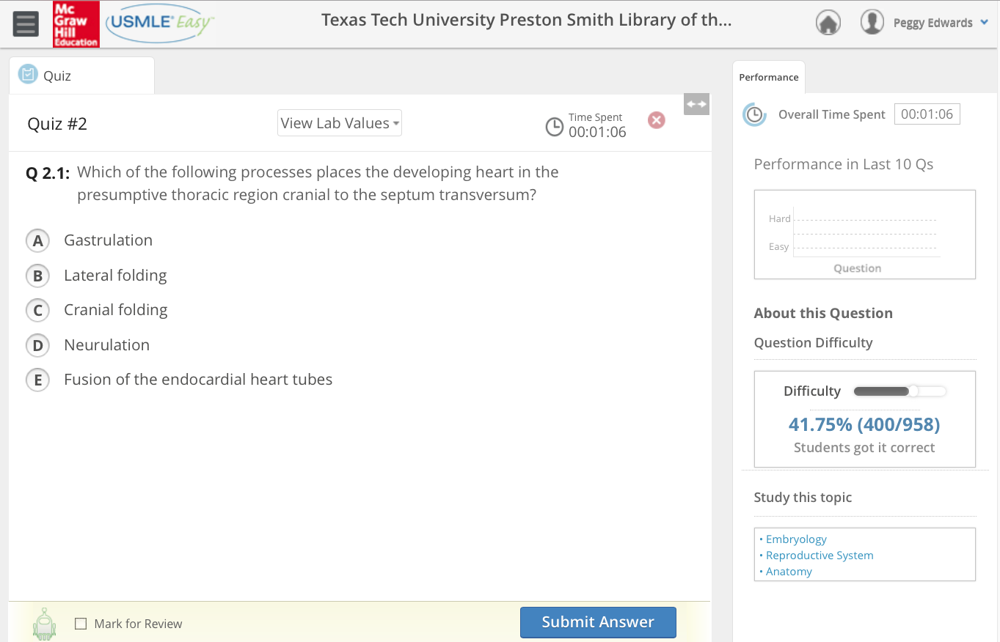 Mc
Graw
Hill
Education
USMLE Easy
Texas Tech University Preston Smith Library of th...
Peggy Edwards
Quiz
Quiz #2
View Lab Values
Time Spent
00:01:06
Q 2.1: Which of the following processes places the developing heart in the
presumptive thoracic region cranial to the septum transversum?
A Gastrulation
B Lateral folding
C Cranial folding
D Neurulation
E Fusion of the endocardial heart tubes
Mark for Review
Submit Answer
Performance
Overall Time Spent 00:01:06
Performance in Last 10 Qs
Hard
Easy
Question
About this Question
Question Difficulty
Difficulty
41.75% (400/958)
Students got it correct
Study this topic
• Embryology
• Reproductive System
• Anatomy